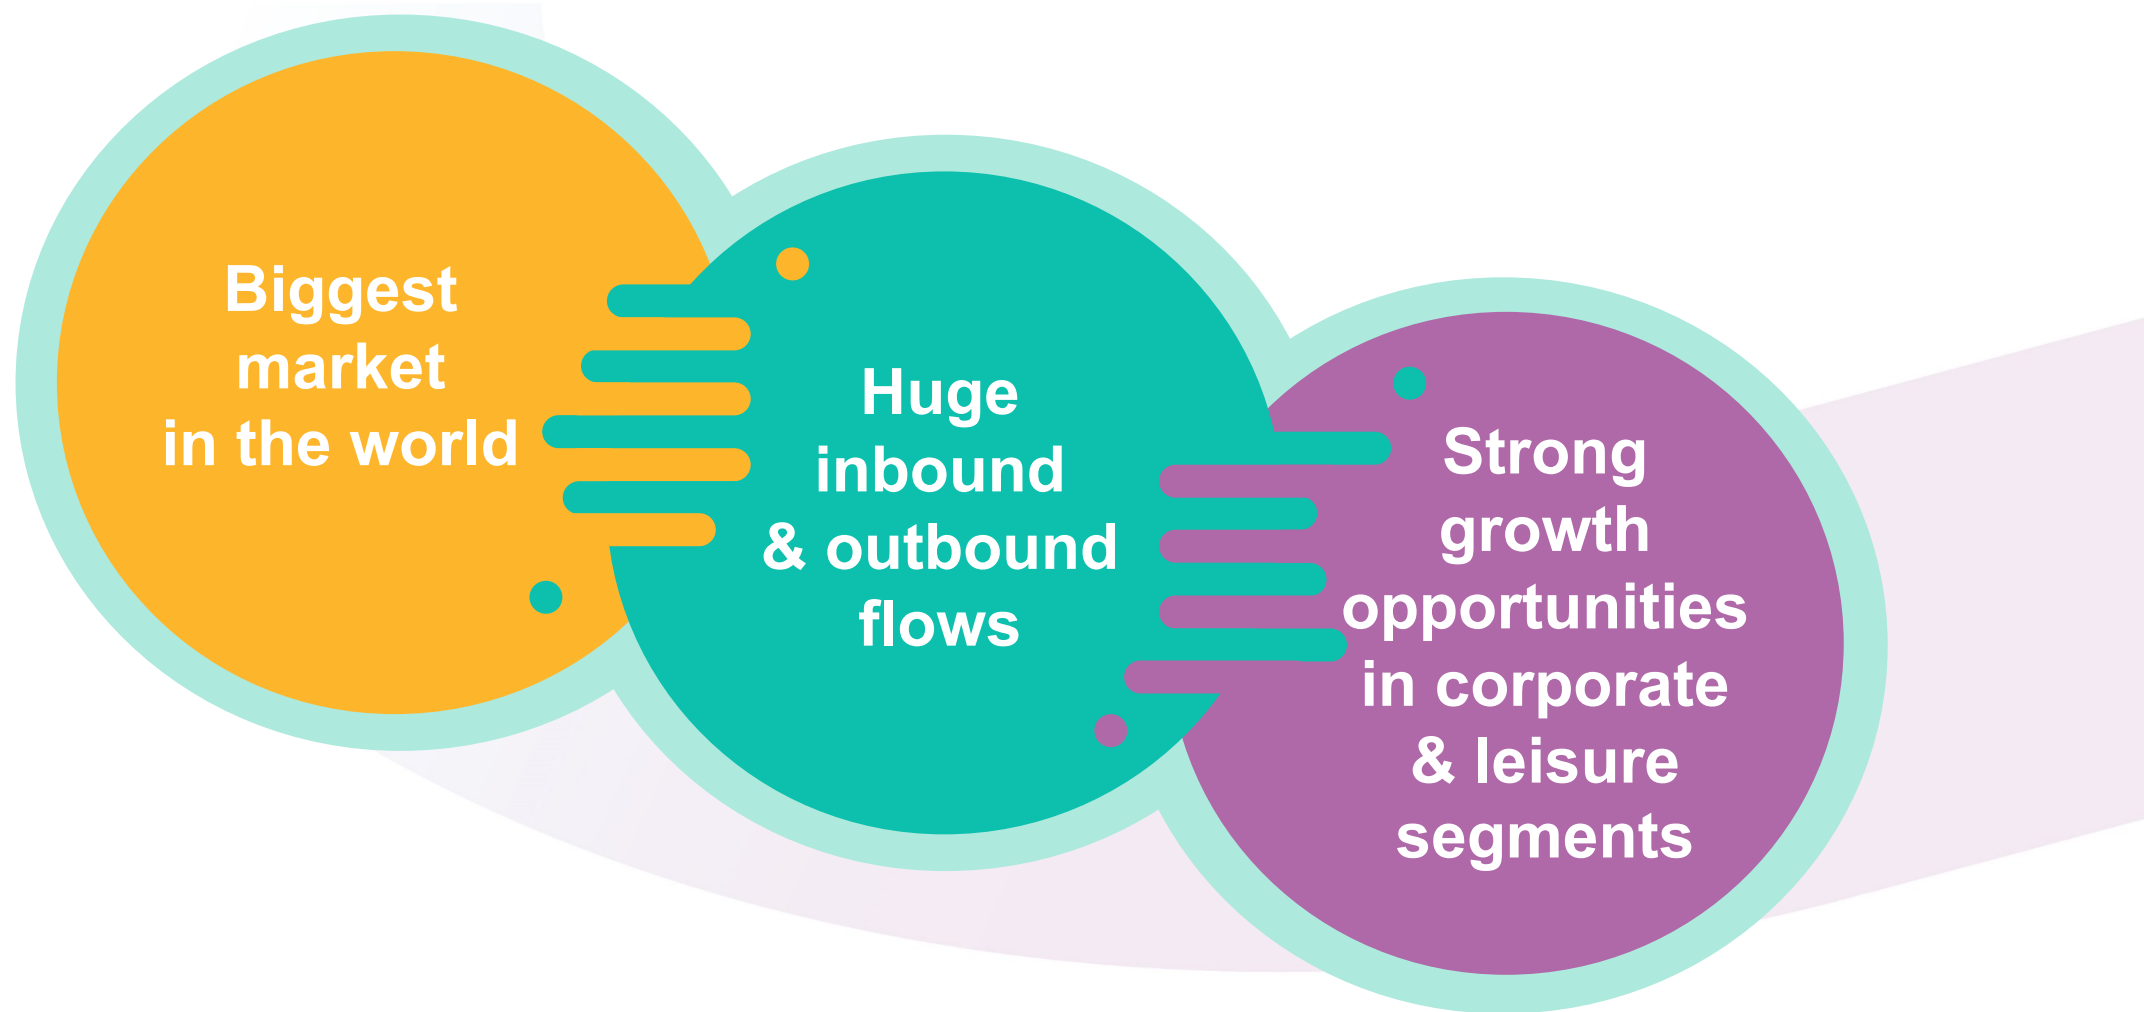 Biggest
market
in the world
Huge
inbound
& outbound
flows
Strong
growth
opportunities
in corporate
& leisure
segments